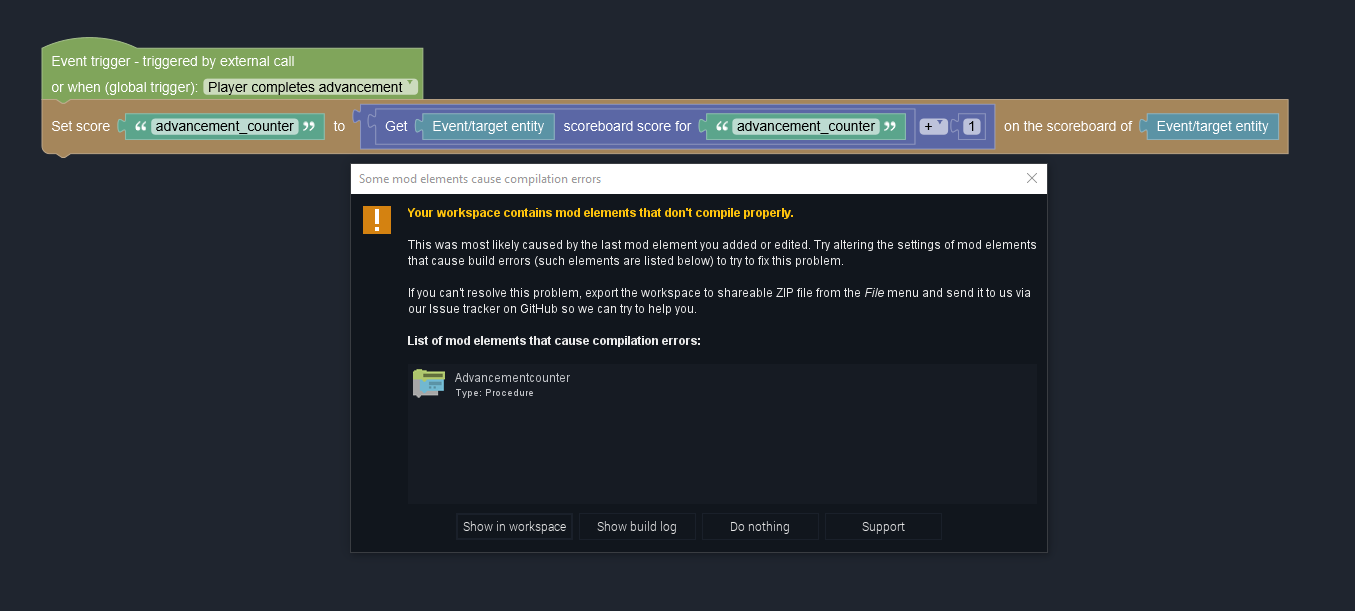 Event trigger - triggered by external call
or when (global trigger): Player completes advancement
Set score “ advancement_counter ” to Get Event/target entity scoreboard score for “ advancement_counter ” + 1 on the scoreboard of Event/target entity
Some mod elements cause compilation errors
Your workspace contains mod elements that don't compile properly.
This was most likely caused by the last mod element you added or edited. Try altering the settings of mod elements
that cause build errors (such elements are listed below) to try to fix this problem.
If you can't resolve this problem, export the workspace to shareable ZIP file from the File menu and send it to us via
our Issue tracker on GitHub so we can try to help you.
List of mod elements that cause compilation errors:
Advancementcounter
Type: Procedure
Show in workspace Show build log Do nothing Support